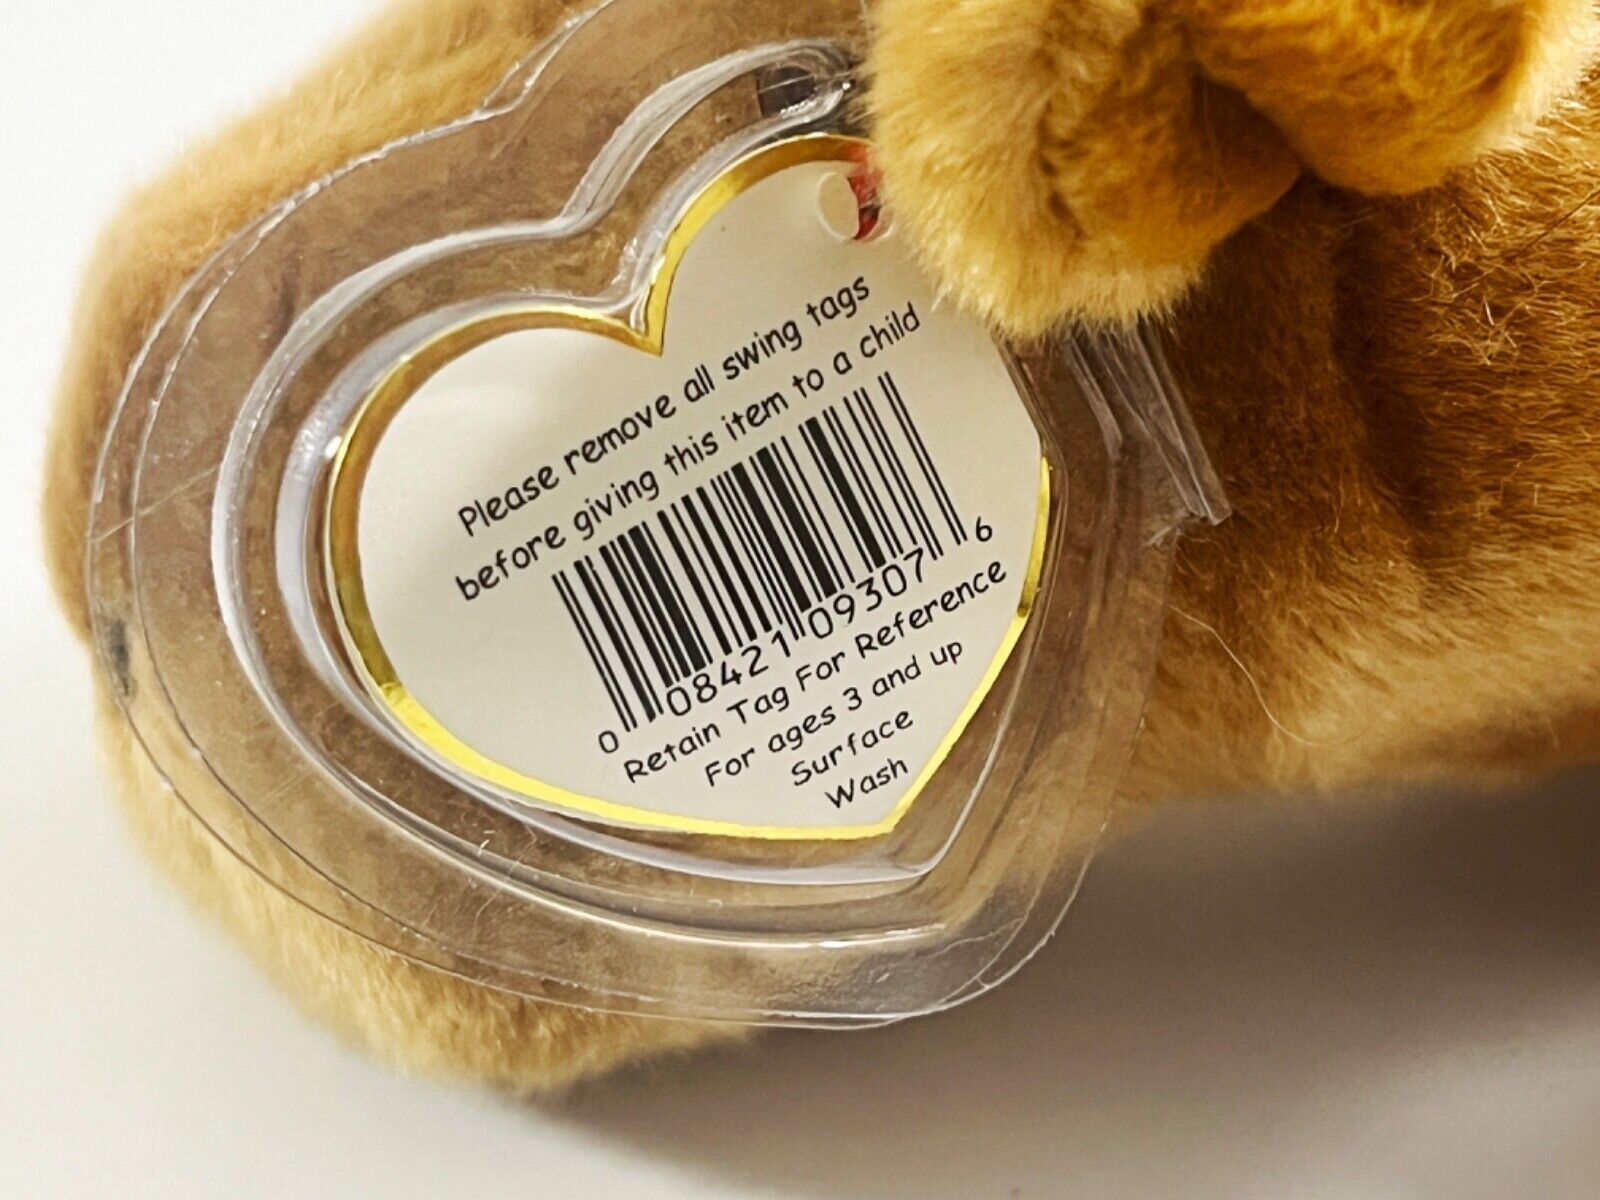 Please remove all swing tags
before giving this item to a child
0 08421 09307 6
Retain Tag For Reference
For ages 3 and up
Surface
Wash